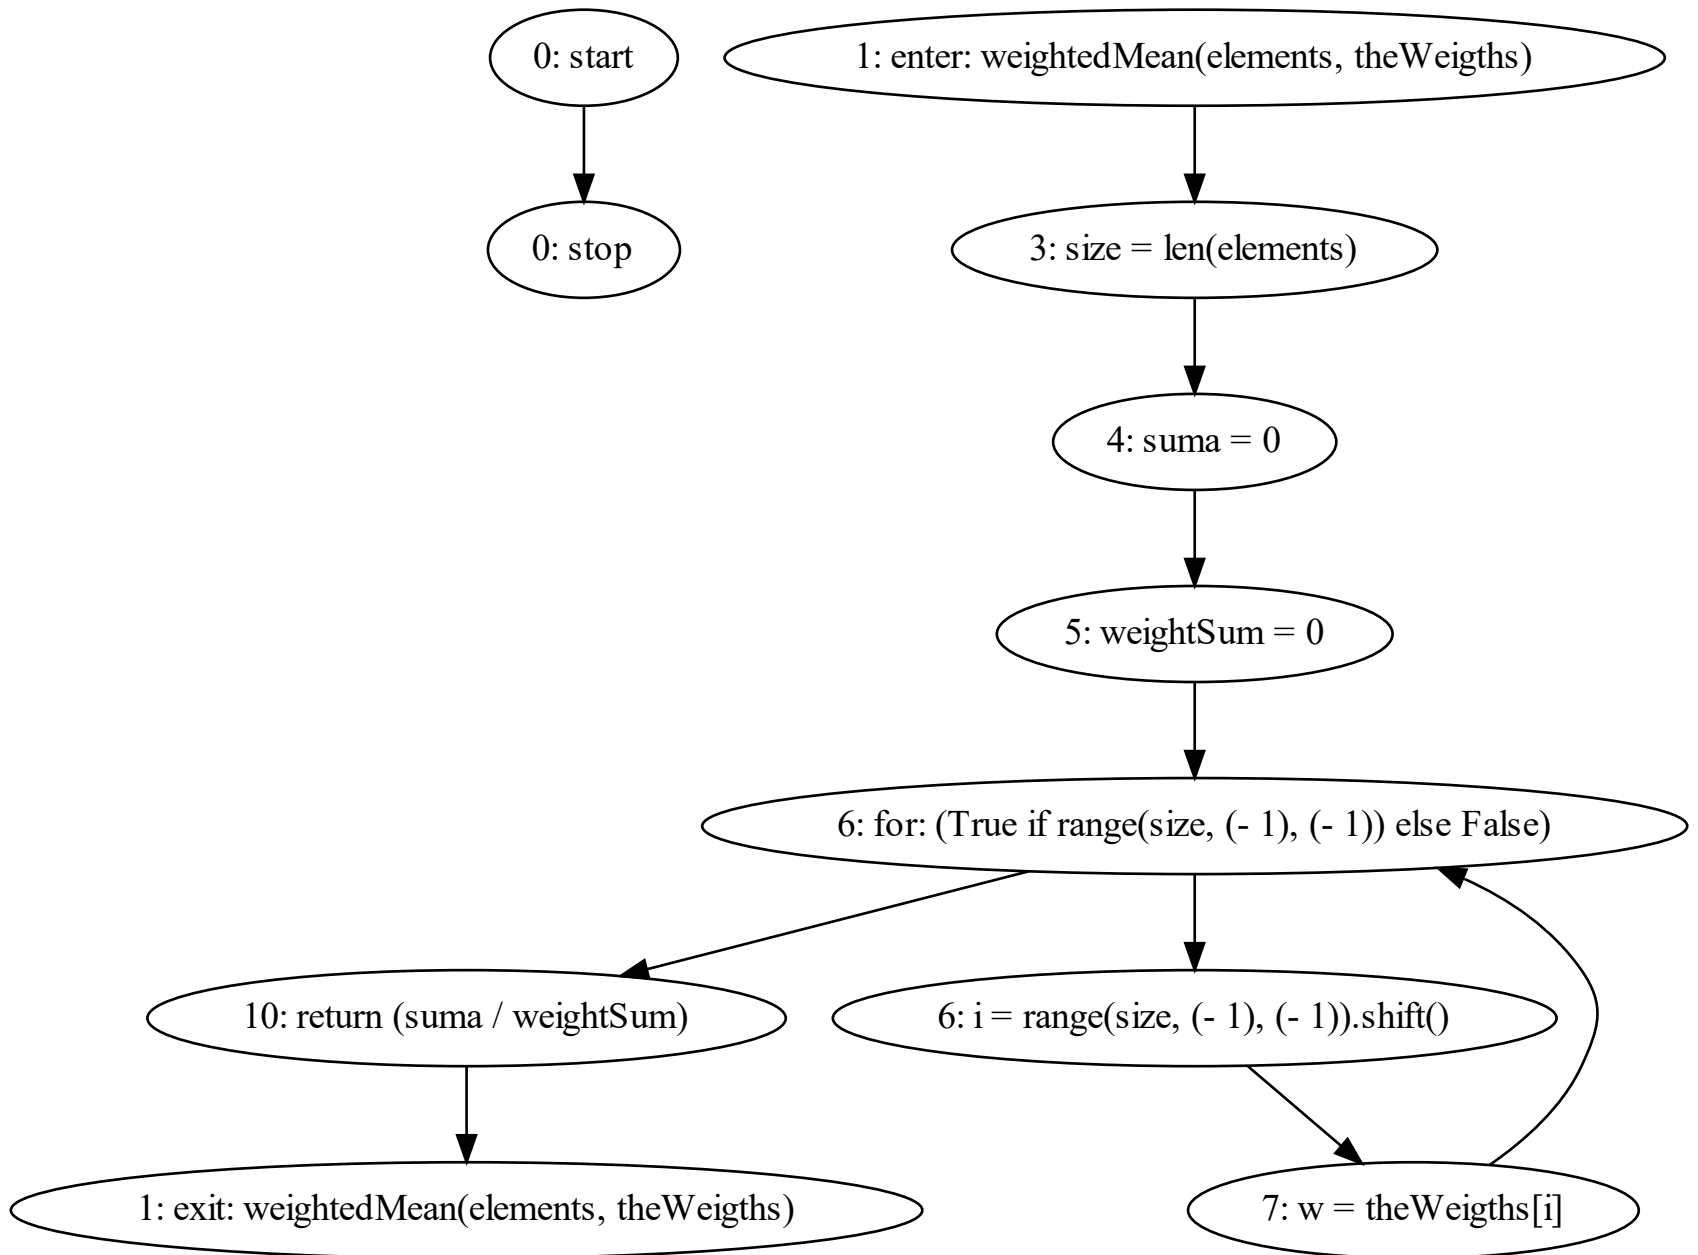 0: start
1: enter: weightedMean(elements, theWeigths)
0: stop
3: size = len(elements)
4: suma = 0
5: weightSum = 0
6: for: (True if range(size, (- 1), (- 1)) else False)
10: return (suma / weightSum)
6: i = range(size, (- 1), (- 1)).shift()
1: exit: weightedMean(elements, theWeigths)
7: w = theWeigths[i]